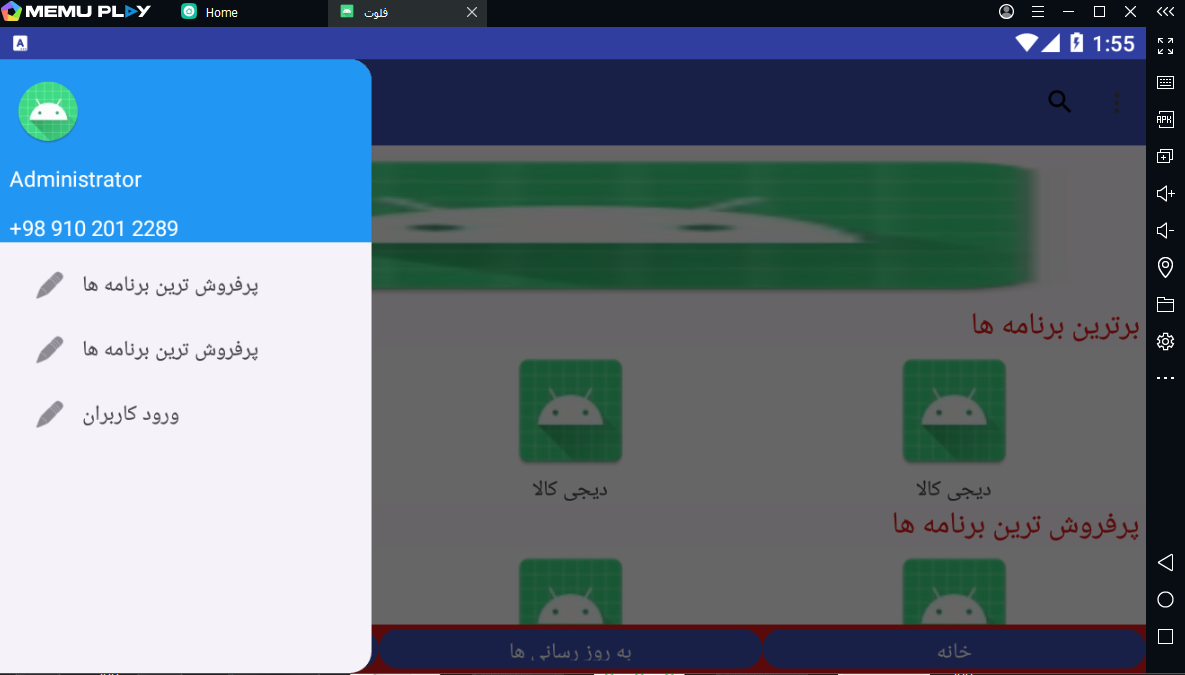 MEMU PLAY
Home
فلوت
A
1:55
Administrator
+98 910 201 2289
پرفروش ترین برنامه ها
پرفروش ترین برنامه ها
ورود کاربران
برترین برنامه ها
دیجی کالا
دیجی کالا
پرفروش ترین برنامه ها
خانه
به روز رسانی ها
APK